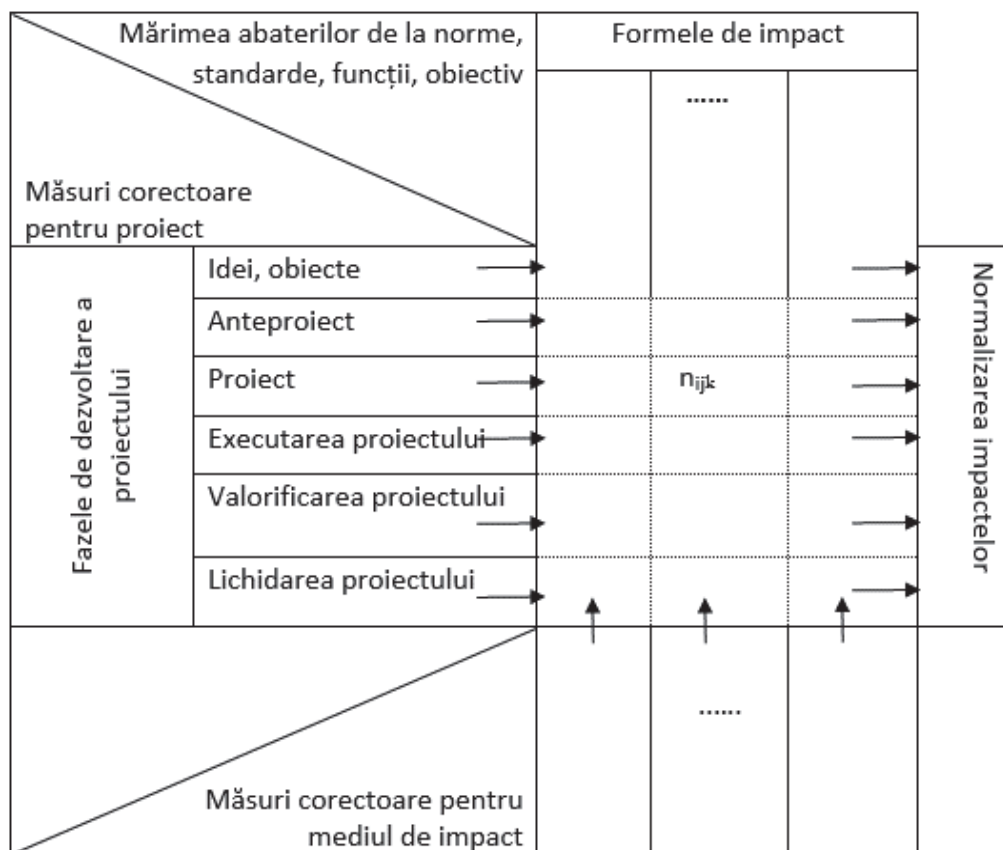 Mărimea abaterilor de la norme,
standarde, funcții, obiectiv
Formele de impact
......
Măsuri corectoare
pentru proiect
Fazele de dezvoltare a
proiectului
Idei, obiecte
Anteproiect
Proiect
nijk
Executarea proiectului
Valorificarea proiectului
Lichidarea proiectului
Normalizarea impactelor
......
Măsuri corectoare pentru
mediul de impact